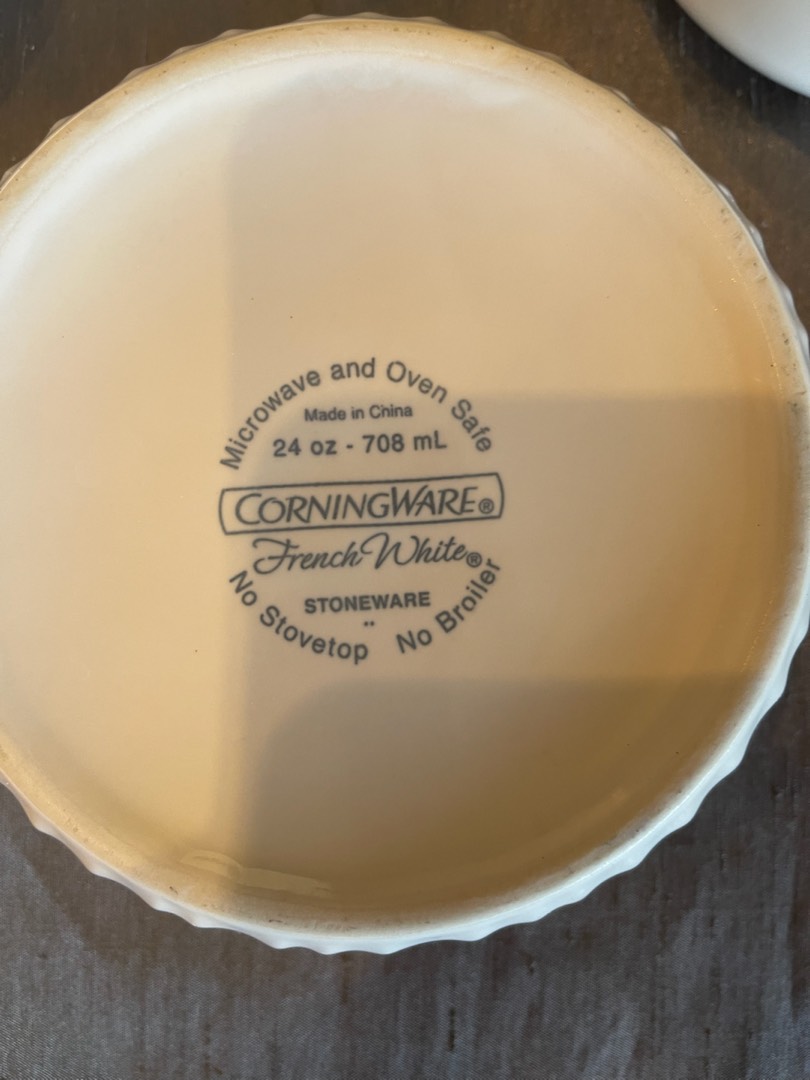 Microwave and Oven Safe
Made in China
24 oz - 708 mL
CORNINGWARE®
French White®
STONEWARE
No Stovetop No Broiler